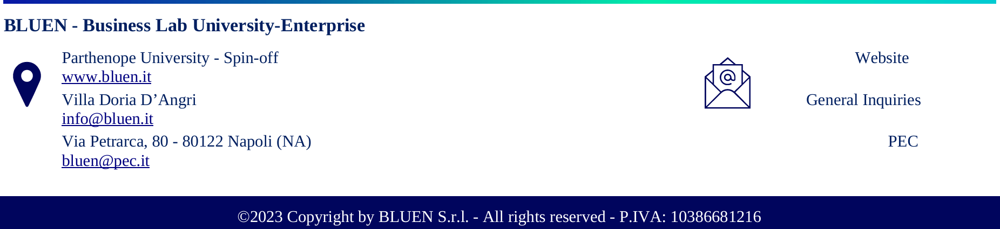 BLUEN - Business Lab University-Enterprise
Parthenope University - Spin-off Website
www.bluen.it
Villa Doria D’Angri General Inquiries
info@bluen.it
Via Petrarca, 80 - 80122 Napoli (NA) PEC
bluen@pec.it
©2023 Copyright by BLUEN S.r.l. - All rights reserved - P.IVA: 10386681216